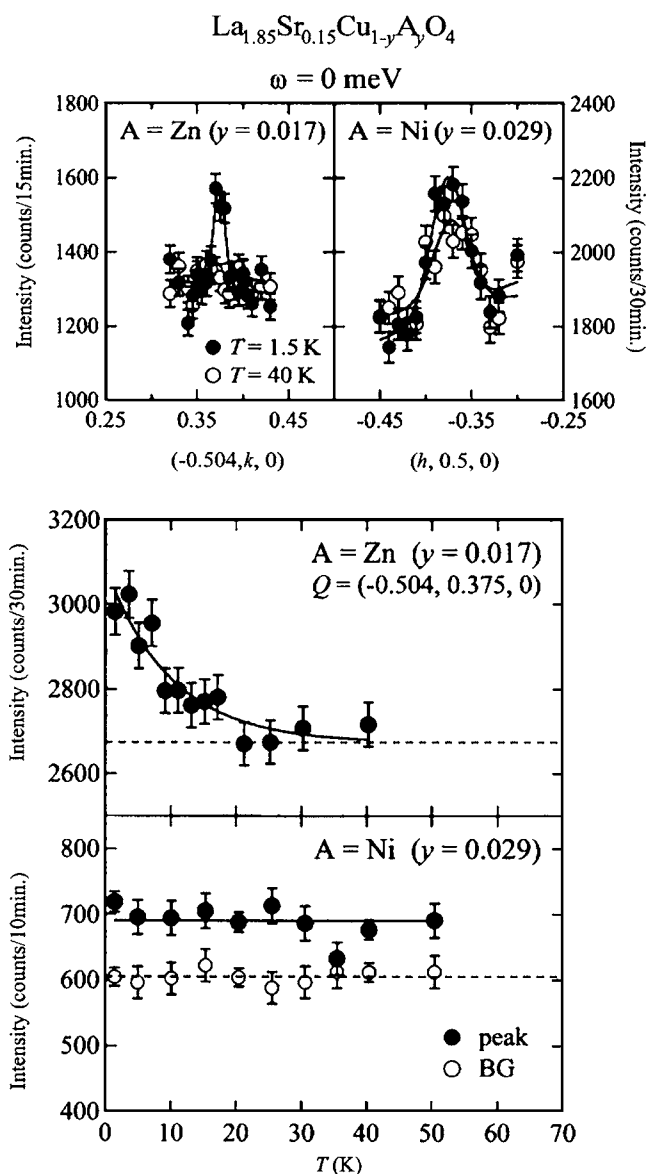 La1.85Sr0.15Cu1-yAyO4
ω = 0 meV
1800
1600
1400
1200
1000
Intensity (counts/15min.)
A = Zn (y = 0.017)
T = 1.5 K
T = 40 K
0.25
0.35
0.45
(-0.504,k, 0)
A = Ni (y = 0.029)
2400
2200
2000
1800
1600
Intensity (counts/30min.)
-0.45
-0.35
-0.25
(h, 0.5, 0)
3200
3000
2800
2600
Intensity (counts/30min.)
A = Zn (y = 0.017)
Q = (-0.504, 0.375, 0)
800
700
600
500
400
Intensity (counts/10min.)
A = Ni (y = 0.029)
peak
BG
0
10
20
30
40
50
60
70
T (K)